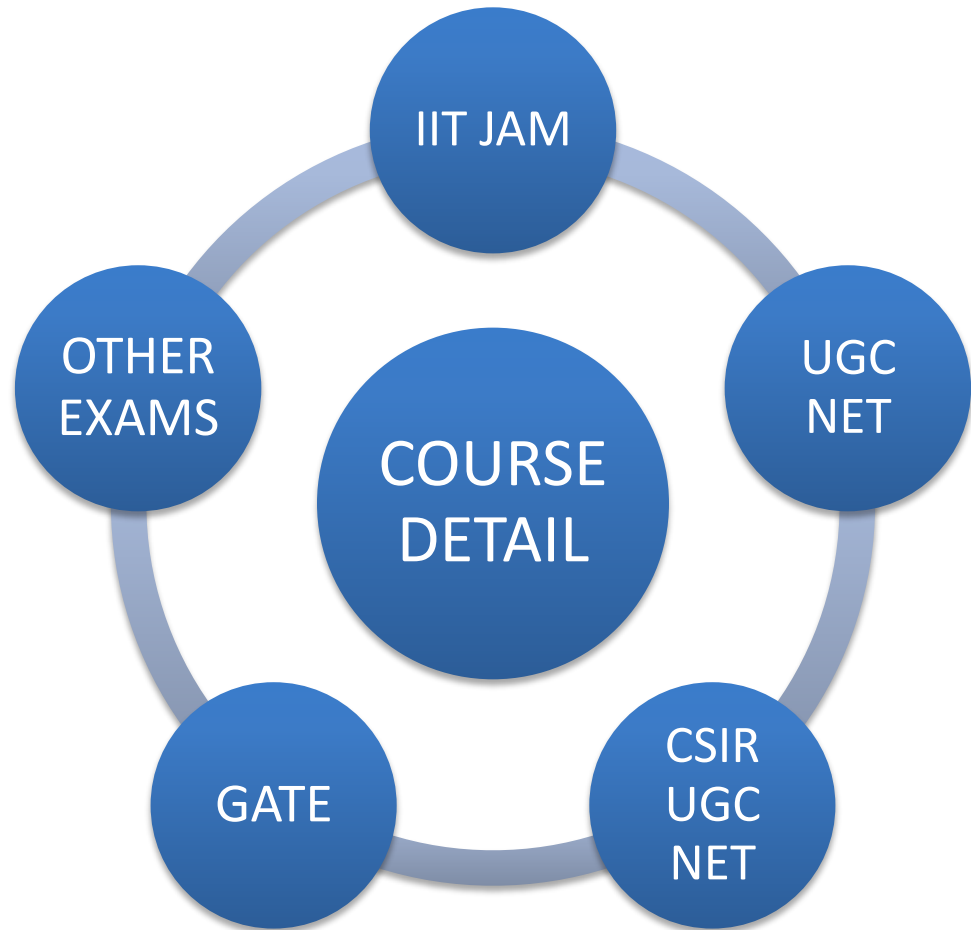 IIT JAM
OTHER
EXAMS
UGC
NET
COURSE
DETAIL
GATE
CSIR
UGC
NET